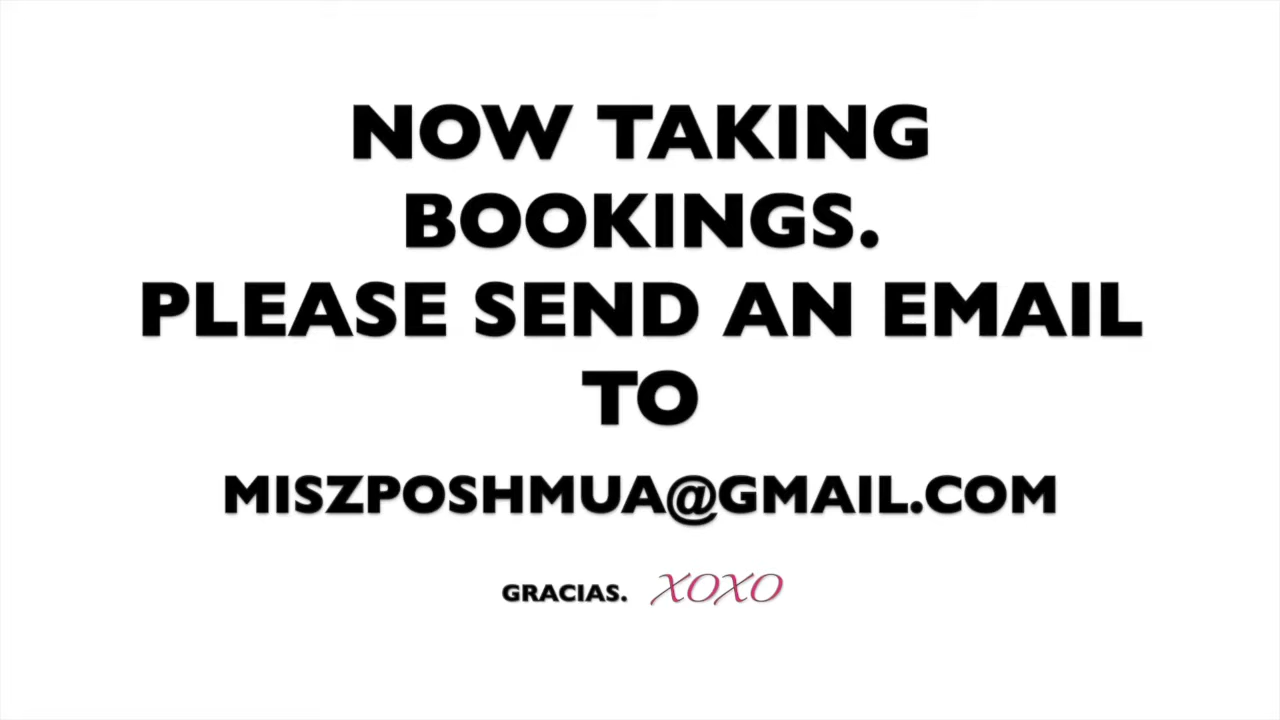 NOW TAKING
BOOKINGS.
PLEASE SEND AN EMAIL
TO
MISZPOSHMUA@GMAIL.COM
GRACIAS. XOXO